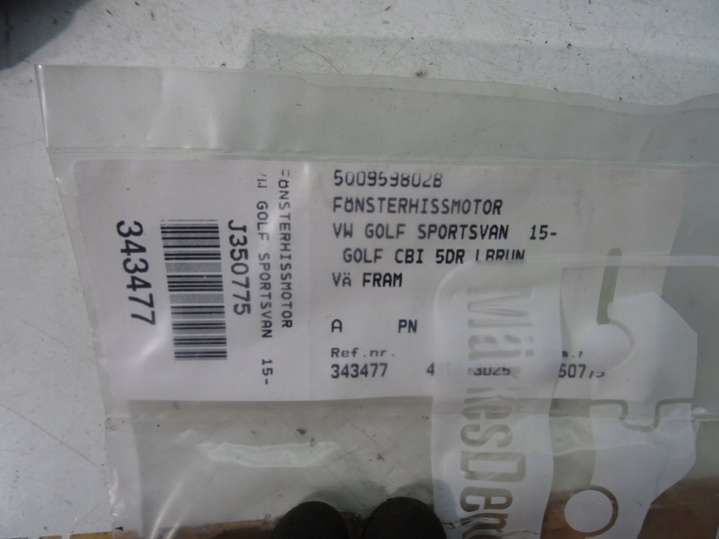 5Q0959802B
FÖNSTERHISSMOTOR
VW GOLF SPORTSVAN 15-
GOLF CBI 5DR LBRUN
VÄ FRAM
A PN
Ref.nr.
343477
FÖNSTERHISSMOTOR
VW GOLF SPORTSVAN 15-
J350775
343477